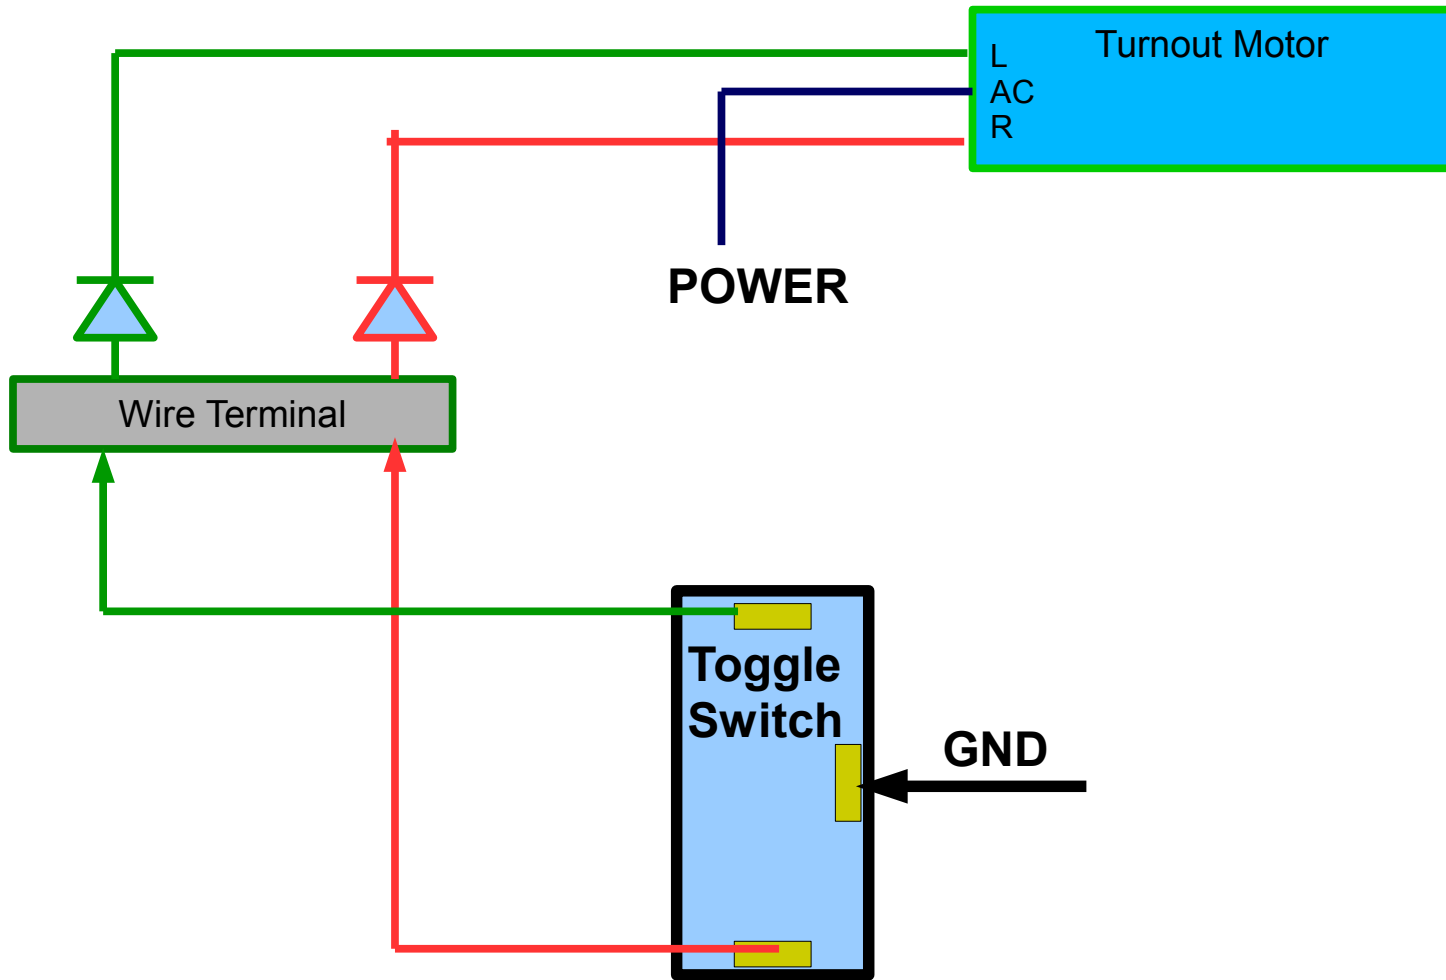 Turnout Motor
L
AC
R
POWER
Wire Terminal
Toggle
Switch
GND